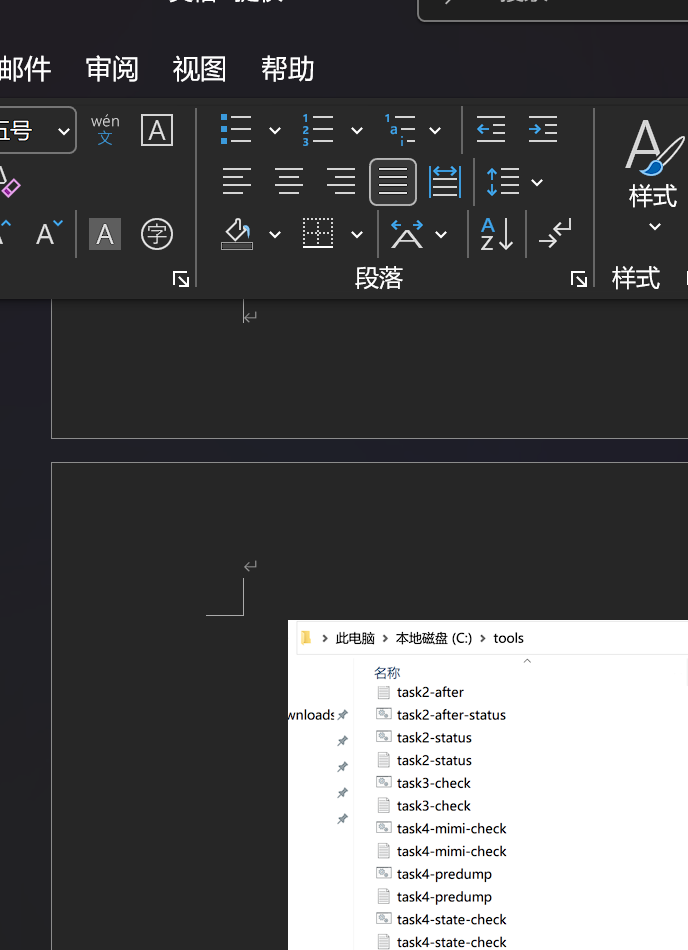 邮件 审阅 视图 帮助
五号 wén 文 A
A A A 字 A Z
样式
段落 样式
此电脑 > 本地磁盘 (C:) > tools
名称
task2-after
wnloads task2-after-status
task2-status
task2-status
task3-check
task3-check
task4-mimi-check
task4-mimi-check
task4-predump
task4-predump
task4-state-check
task4-state-check